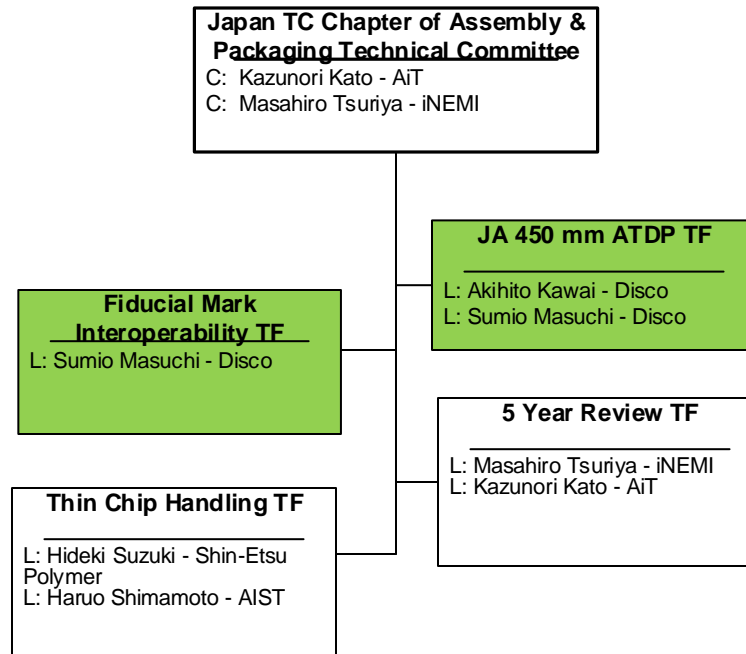 Japan TC Chapter of Assembly &
Packaging Technical Committee
C: Kazunori Kato - AiT
C: Masahiro Tsuriya - iNEMI
JA 450 mm ATDP TF
L: Akihito Kawai - Disco
L: Sumio Masuchi - Disco
Fiducial Mark
Interoperability TF
L: Sumio Masuchi - Disco
5 Year Review TF
L: Masahiro Tsuriya - iNEMI
L: Kazunori Kato - AiT
Thin Chip Handling TF
L: Hideki Suzuki - Shin-Etsu
Polymer
L: Haruo Shimamoto - AIST